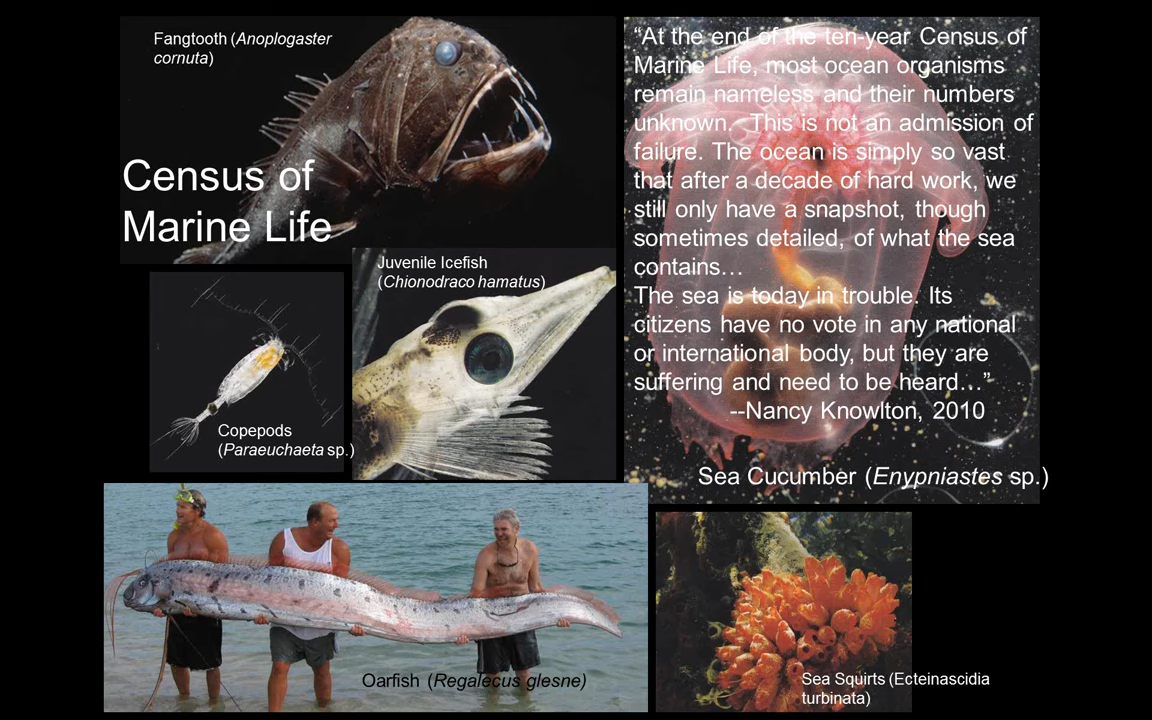 Fangtooth (Anoplogaster
cornuta)
Census of
Marine Life
Juvenile Icefish
(Chionodraco hamatus)
Copepods
(Paraeuchaeta sp.)
“At the end of the ten-year Census of
Marine Life, most ocean organisms
remain nameless and their numbers
unknown.  This is not an admission of
failure. The ocean is simply so vast
that after a decade of hard work, we
still only have a snapshot, though
sometimes detailed, of what the sea
contains…
The sea is today in trouble. Its
citizens have no vote in any national
or international body, but they are
suffering and need to be heard…”
--Nancy Knowlton, 2010
Sea Cucumber (Enypniastes sp.)
Oarfish (Regalecus glesne)
Sea Squirts (Ecteinascidia
turbinata)